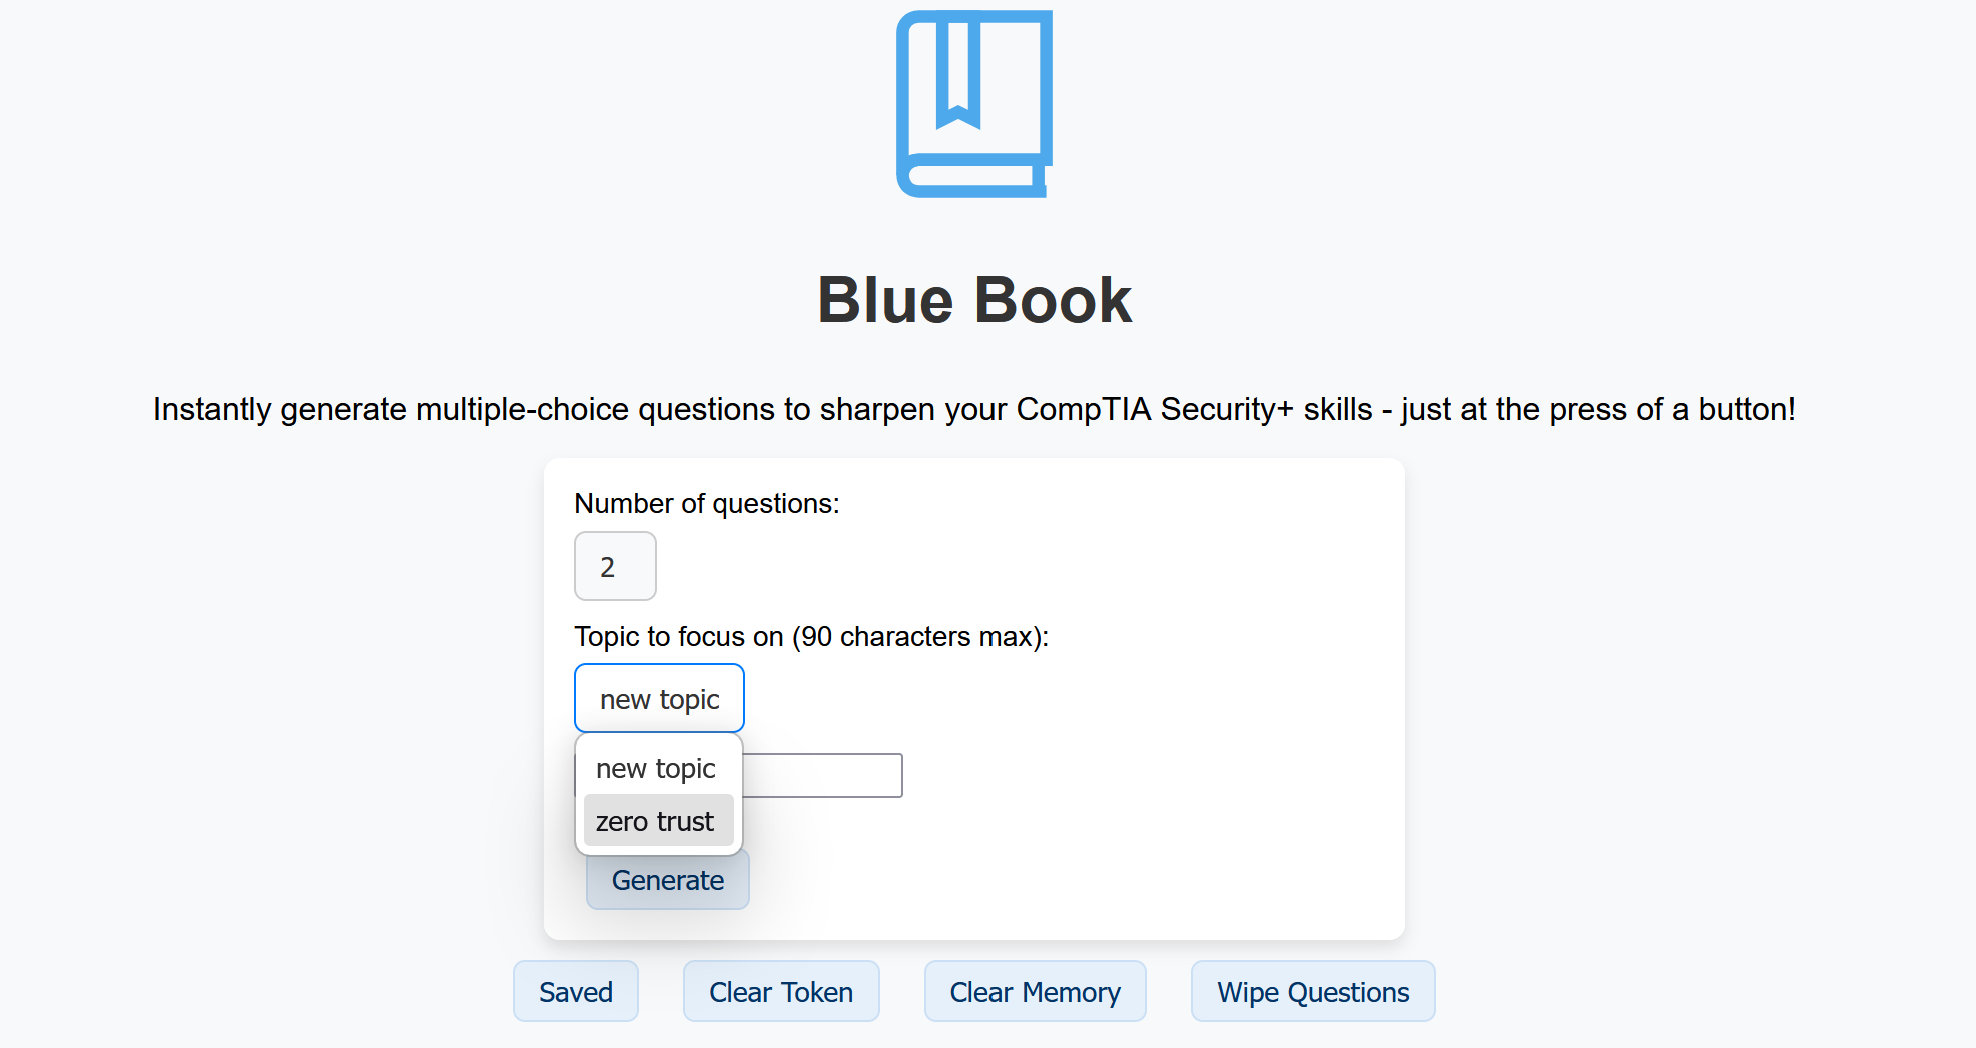 Blue Book
Instantly generate multiple-choice questions to sharpen your CompTIA Security+ skills - just at the press of a button!
Number of questions:
2
Topic to focus on (90 characters max):
new topic
new topic
zero trust
Generate
Saved
Clear Token
Clear Memory
Wipe Questions